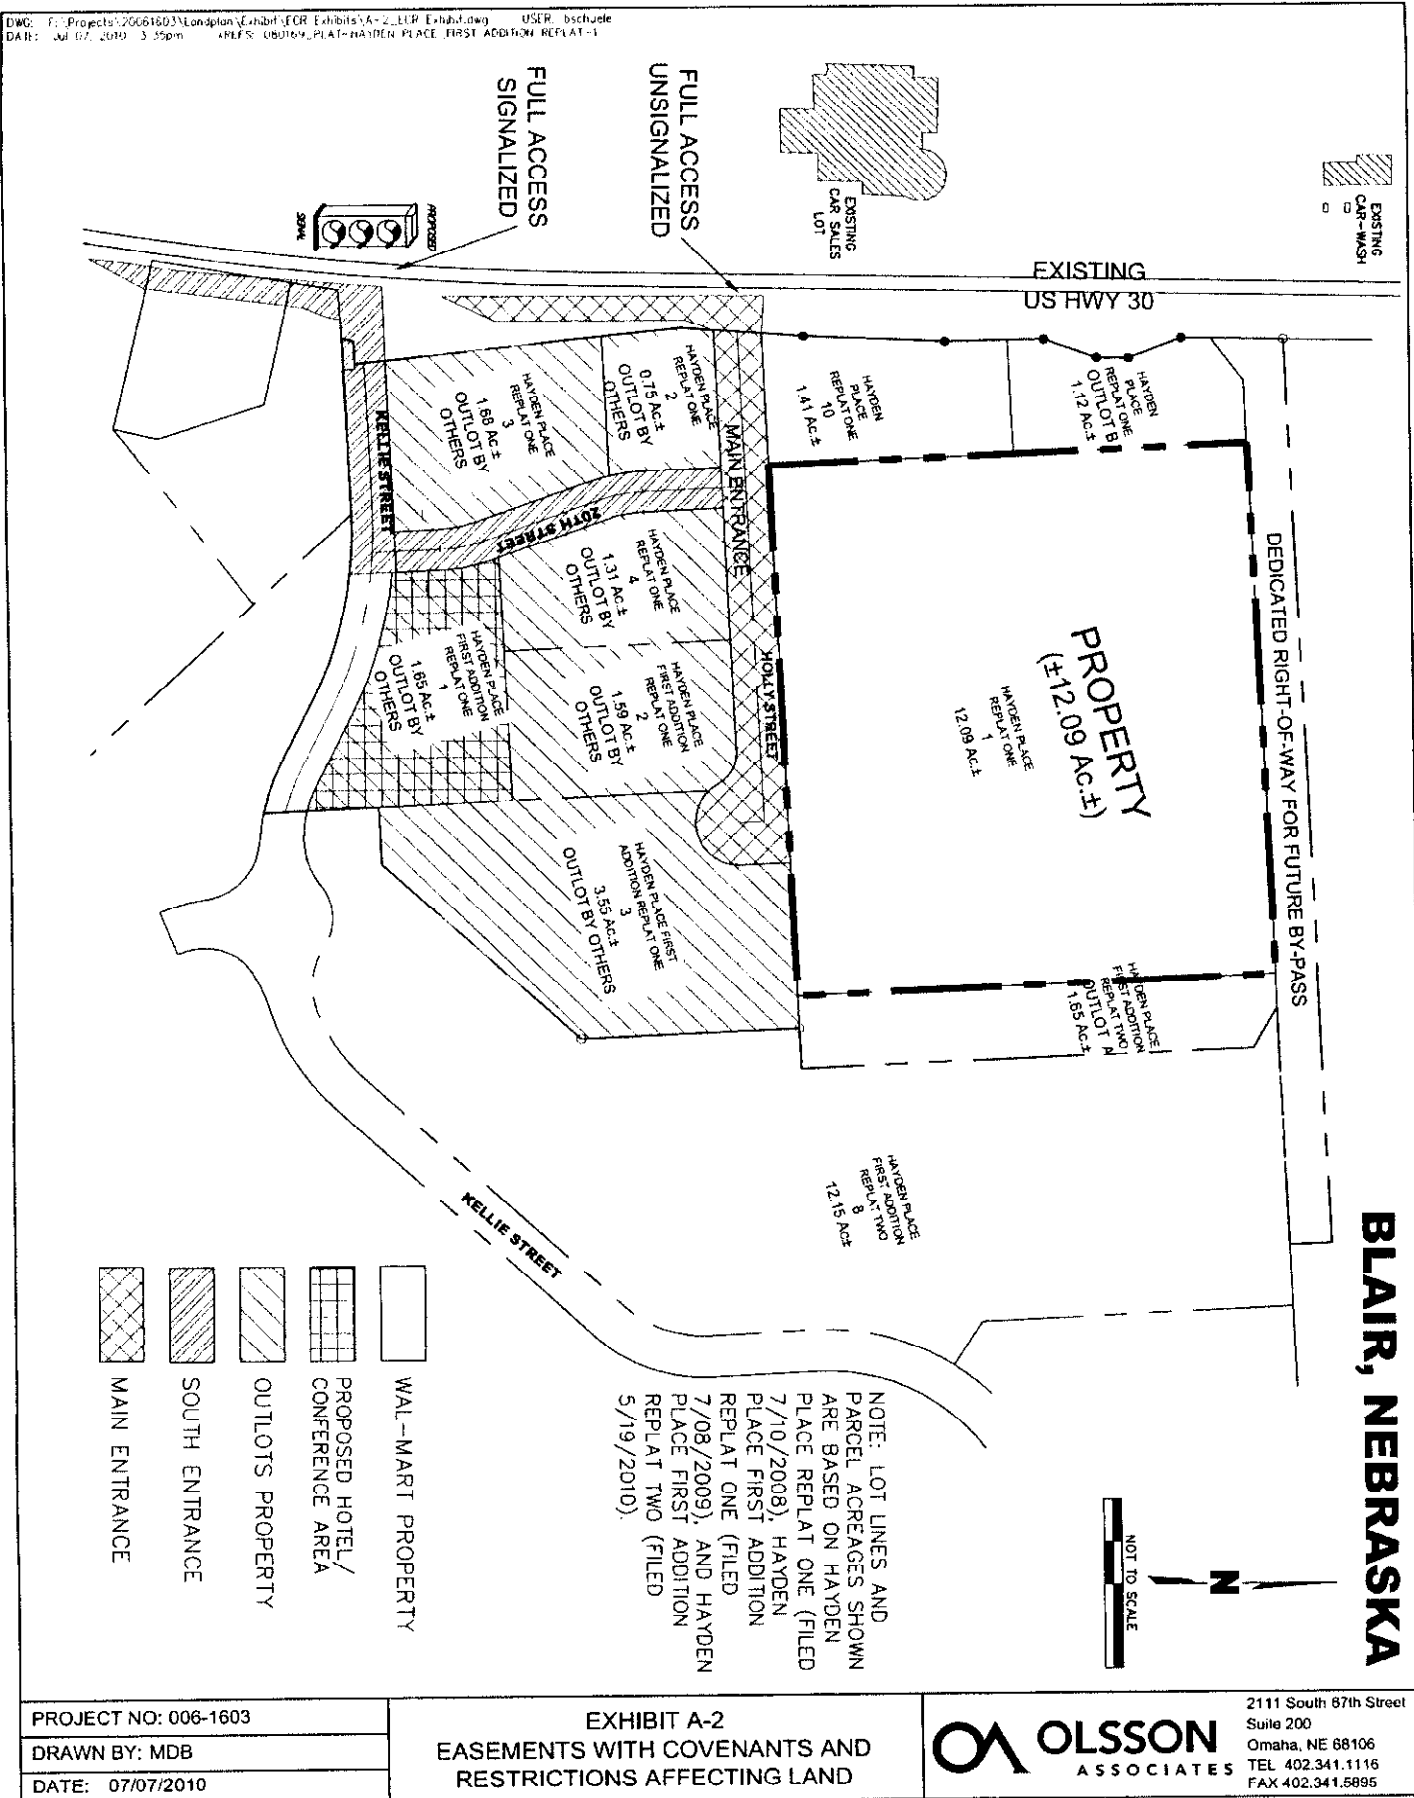 DWG: F:\Projects\20061603\Landplan\Exhibit\ECR Exhibits\A-2_ECR Exhibit.dwg USER: bschuele
DATE: Jul 07, 2010 3:35pm XREFS: 080169_PLAT-HAYDEN PLACE FIRST ADDITION REPLAT-1
FULL ACCESS
SIGNALIZED
FULL ACCESS
UNSIGNALIZED
EXISTING
CAR SALES
LOT
EXISTING
CAR-WASH
PROPOSED
SIGNAL
EXISTING
US HWY 30
HAYDEN PLACE
REPLAT ONE
3
1.68 Ac.±
OUTLOT BY
OTHERS
HAYDEN PLACE
REPLAT ONE
2
0.75 Ac.±
OUTLOT BY
OTHERS
HAYDEN
PLACE
REPLAT ONE
10
1.41 Ac.±
HAYDEN
PLACE
REPLAT ONE
OUTLOT B
1.12 Ac.±
KELLIE STREET
20TH STREET
MAIN ENTRANCE
HOLLY STREET
HAYDEN PLACE
REPLAT ONE
4
1.31 Ac.±
OUTLOT BY
OTHERS
HAYDEN PLACE
FIRST ADDITION
REPLAT ONE
1
1.65 Ac.±
OUTLOT BY
OTHERS
HAYDEN PLACE
FIRST ADDITION
REPLAT ONE
2
1.59 Ac.±
OUTLOT BY
OTHERS
HAYDEN PLACE FIRST
ADDITION REPLAT ONE
3
3.55 Ac.±
OUTLOT BY OTHERS
PROPERTY
(±12.09 Ac.±)
HAYDEN PLACE
REPLAT ONE
1
12.09 Ac.±
DEDICATED RIGHT-OF-WAY FOR FUTURE BY-PASS
HAYDEN PLACE
FIRST ADDITION
REPLAT TWO
OUTLOT A
1.65 Ac.±
HAYDEN PLACE
FIRST ADDITION
REPLAT TWO
8
12.15 Ac±
KELLIE STREET
BLAIR, NEBRASKA
WAL-MART PROPERTY
PROPOSED HOTEL/
CONFERENCE AREA
OUTLOTS PROPERTY
SOUTH ENTRANCE
MAIN ENTRANCE
NOTE: LOT LINES AND
PARCEL ACREAGES SHOWN
ARE BASED ON HAYDEN
PLACE REPLAT ONE (FILED
7/10/2008), HAYDEN
PLACE FIRST ADDITION
REPLAT ONE (FILED
7/08/2009), AND HAYDEN
PLACE FIRST ADDITION
REPLAT TWO (FILED
5/19/2010).
N
NOT TO SCALE
PROJECT NO: 006-1603
DRAWN BY: MDB
DATE: 07/07/2010
EXHIBIT A-2
EASEMENTS WITH COVENANTS AND
RESTRICTIONS AFFECTING LAND
OLSSON
ASSOCIATES
2111 South 67th Street
Suite 200
Omaha, NE 68106
TEL 402.341.1116
FAX 402.341.5895